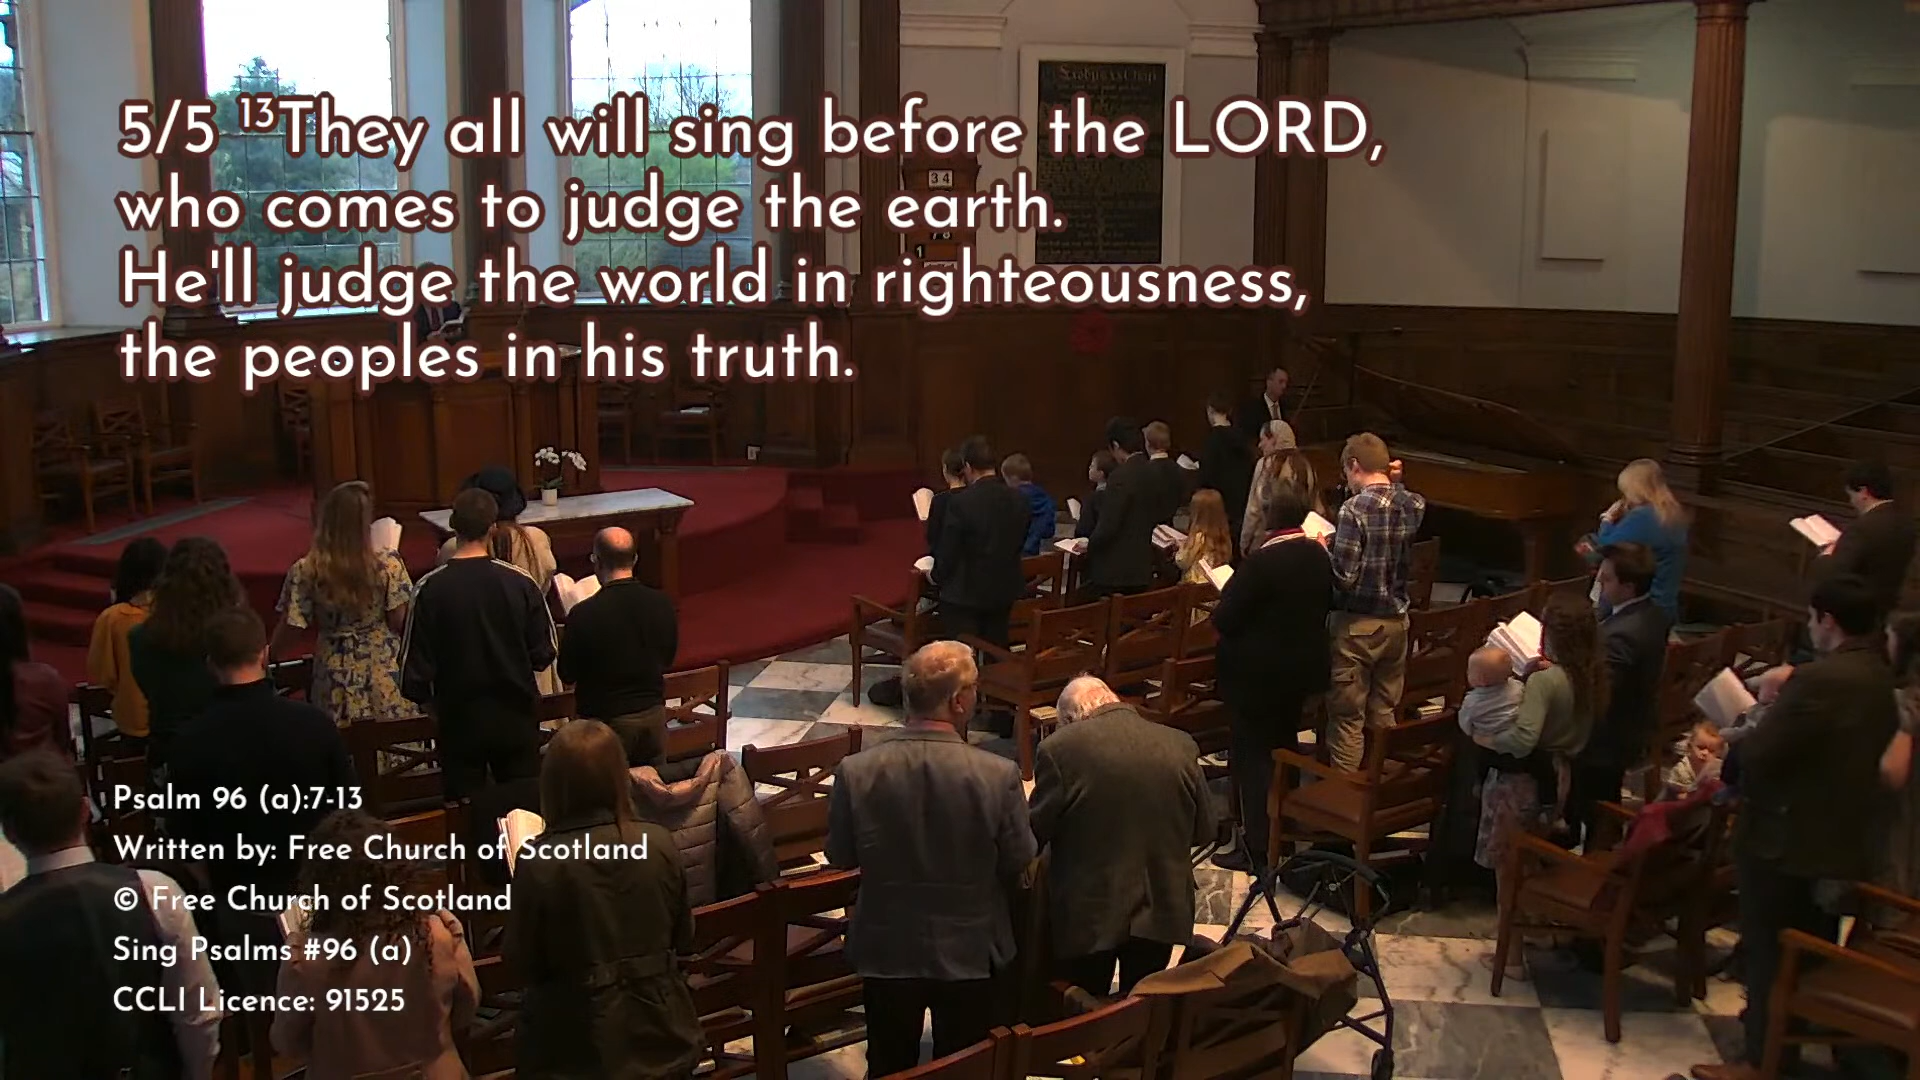 5/5 ¹³They all will sing before the LORD,
who comes to judge the earth.
He'll judge the world in righteousness,
the peoples in his truth.
34
Psalm 96 (a):7-13
Written by: Free Church of Scotland
© Free Church of Scotland
Sing Psalms #96 (a)
CCLI Licence: 91525